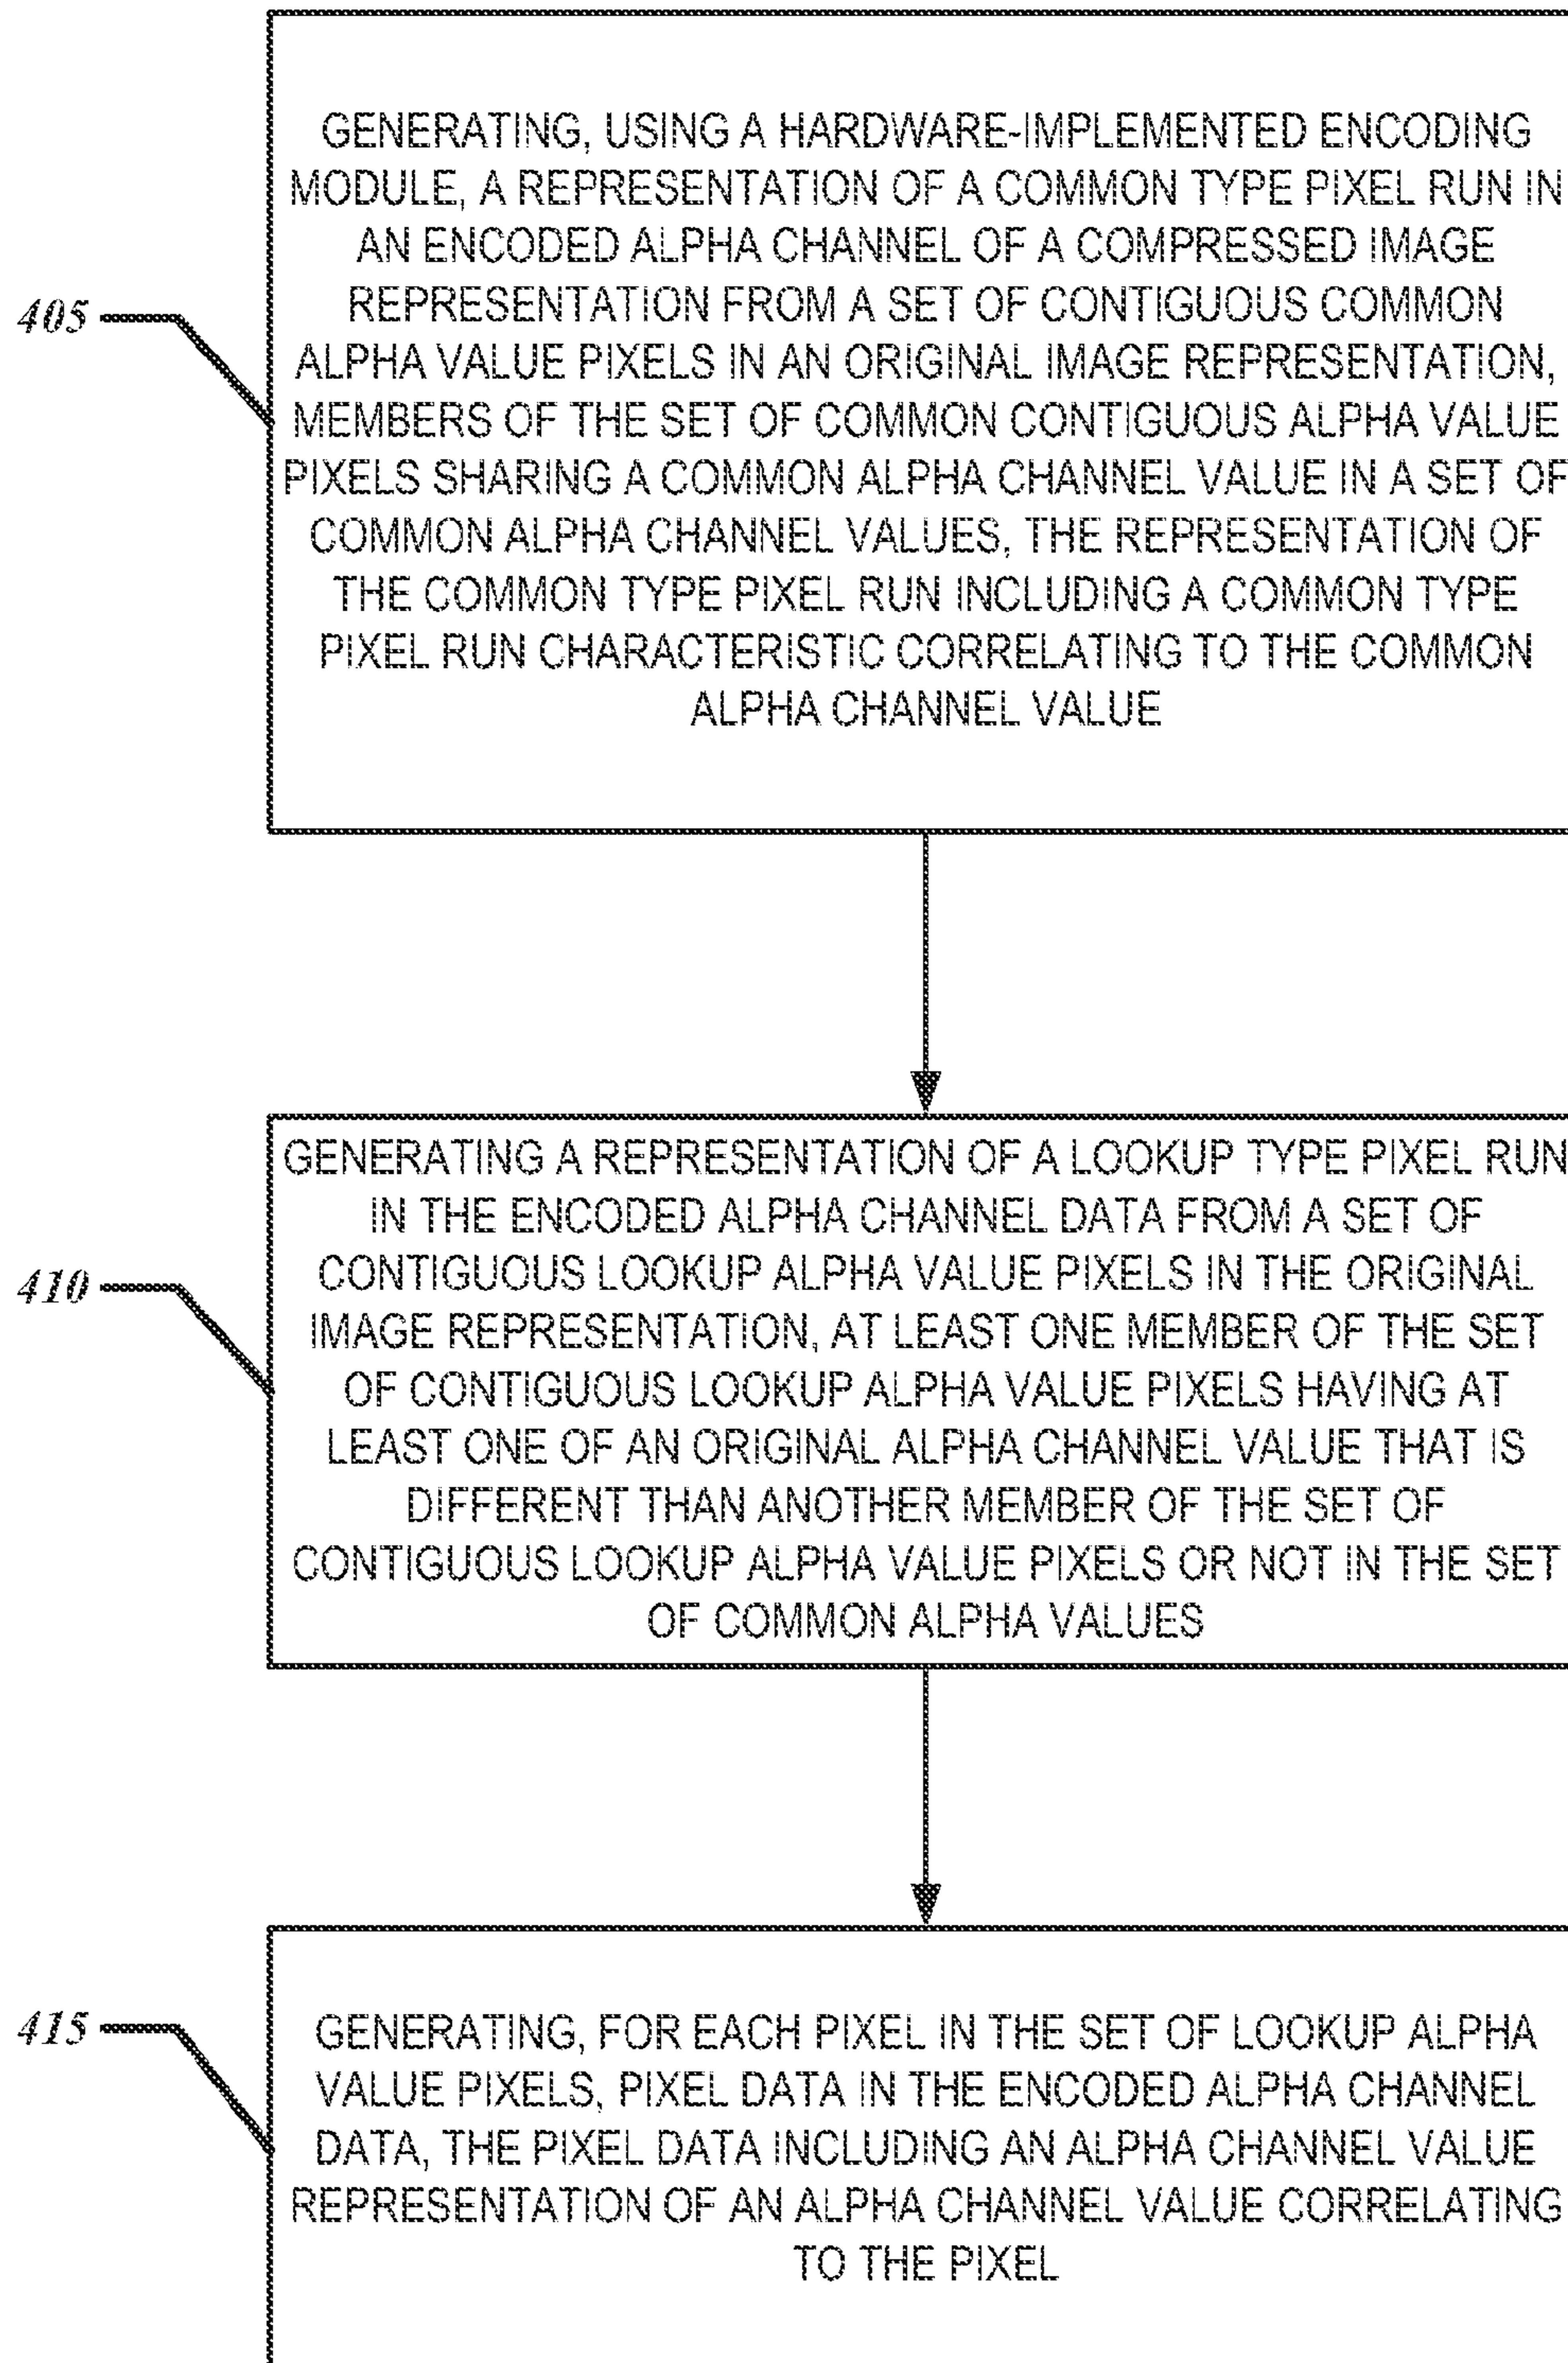 GENERATING, USING A HARDWARE-IMPLEMENTED ENCODING
MODULE, A REPRESENTATION OF A COMMON TYPE PIXEL RUN IN
AN ENCODED ALPHA CHANNEL OF A COMPRESSED IMAGE
REPRESENTATION FROM A SET OF CONTIGUOUS COMMON
405
ALPHA VALUE PIXELS IN AN ORIGINAL IMAGE REPRESENTATION,
MEMBERS OF THE SET OF COMMON CONTIGUOUS ALPHA VALUE
PIXELS SHARING A COMMON ALPHA CHANNEL VALUE IN A SET OF
COMMON ALPHA CHANNEL VALUES, THE REPRESENTATION OF
THE COMMON TYPE PIXEL RUN INCLUDING A COMMON TYPE
PIXEL RUN CHARACTERISTIC CORRELATING TO THE COMMON
ALPHA CHANNEL VALUE
GENERATING A REPRESENTATION OF A LOOKUP TYPE PIXEL RUN
IN THE ENCODED ALPHA CHANNEL DATA FROM A SET OF
410
CONTIGUOUS LOOKUP ALPHA VALUE PIXELS IN THE ORIGINAL
IMAGE REPRESENTATION, AT LEAST ONE MEMBER OF THE SET
OF CONTIGUOUS LOOKUP ALPHA VALUE PIXELS HAVING AT
LEAST ONE OF AN ORIGINAL ALPHA CHANNEL VALUE THAT IS
DIFFERENT THAN ANOTHER MEMBER OF THE SET OF
CONTIGUOUS LOOKUP ALPHA VALUE PIXELS OR NOT IN THE SET
OF COMMON ALPHA VALUES
415
GENERATING, FOR EACH PIXEL IN THE SET OF LOOKUP ALPHA
VALUE PIXELS, PIXEL DATA IN THE ENCODED ALPHA CHANNEL
DATA, THE PIXEL DATA INCLUDING AN ALPHA CHANNEL VALUE
REPRESENTATION OF AN ALPHA CHANNEL VALUE CORRELATING
TO THE PIXEL